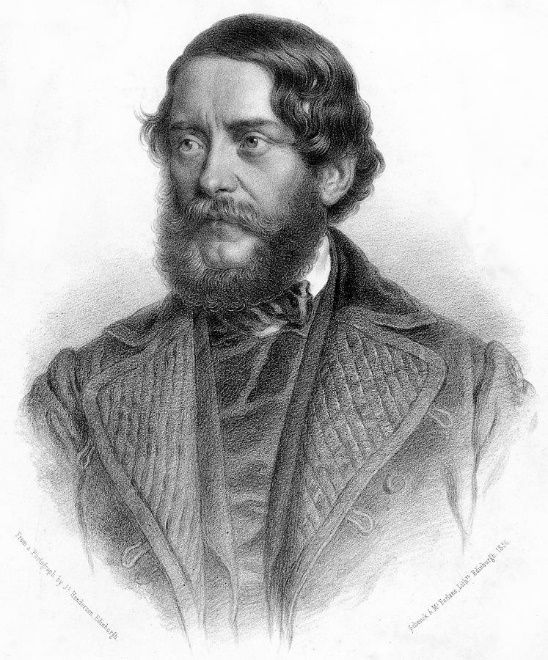 From a Photograph by J. G. Henderson, Edinburgh
Schenck & McFarlane, Lithrs. Edinburgh.